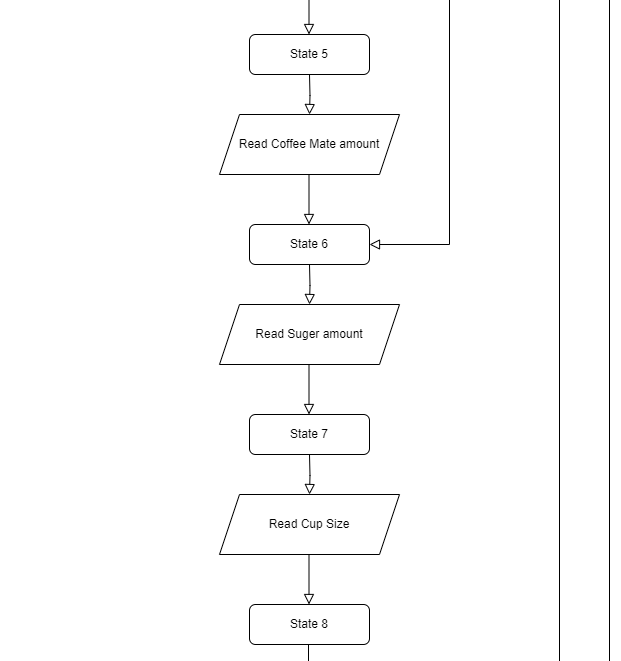 State 5
Read Coffee Mate amount
State 6
Read Suger amount
State 7
Read Cup Size
State 8